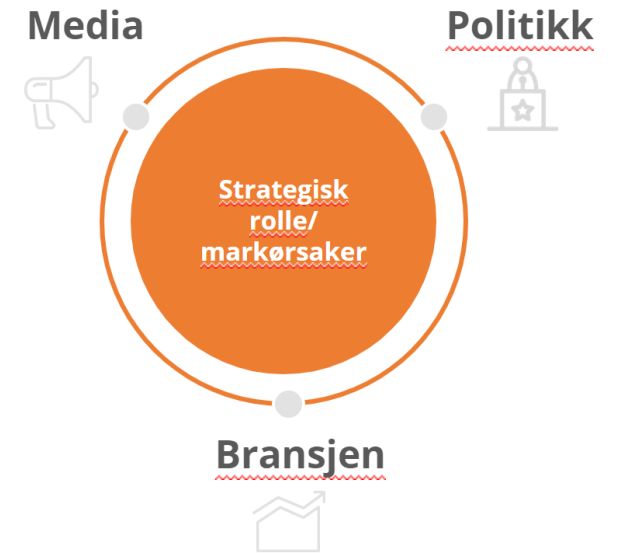 Media
Politikk
Strategisk
rolle/
markørsaker
Bransjen